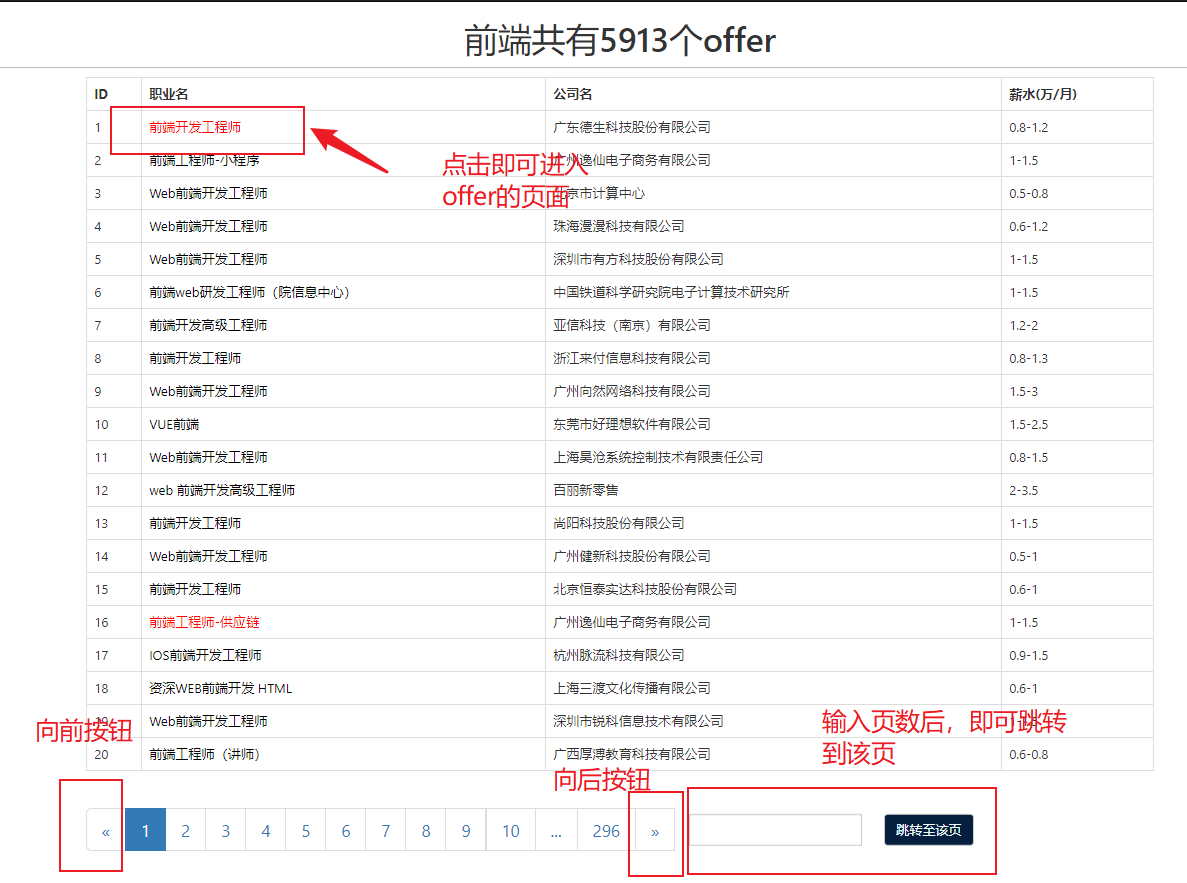 前端共有5913个offer
ID 职业名 公司名 薪水(万/月)
1 前端开发工程师 广东德生科技股份有限公司 0.8-1.2
2 前端工程师-小程序 广州逸仙电子商务有限公司 1-1.5
点击即可进入
offer的页面
3 Web前端开发工程师 北京市计算中心 0.5-0.8
4 Web前端开发工程师 珠海漫漫科技有限公司 0.6-1.2
5 Web前端开发工程师 深圳市有方科技股份有限公司 1-1.5
6 前端web研发工程师（院信息中心） 中国铁道科学研究院电子计算技术研究所 1-1.5
7 前端开发高级工程师 亚信科技（南京）有限公司 1.2-2
8 前端开发工程师 浙江来付信息科技有限公司 0.8-1.3
9 Web前端开发工程师 广州向然网络科技有限公司 1.5-3
10 VUE前端 东莞市好理想软件有限公司 1.5-2.5
11 Web前端开发工程师 上海昊沧系统控制技术有限责任公司 0.8-1.5
12 web 前端开发高级工程师 百丽新零售 2-3.5
13 前端开发工程师 尚阳科技股份有限公司 1-1.5
14 Web前端开发工程师 广州健新科技股份有限公司 0.5-1
15 前端开发工程师 北京恒泰实达科技股份有限公司 0.6-1
16 前端工程师-供应链 广州逸仙电子商务有限公司 1-1.5
17 IOS前端开发工程师 杭州脉流科技有限公司 0.9-1.5
18 资深WEB前端开发 HTML 上海三渡文化传播有限公司 0.6-1
19 Web前端开发工程师 深圳市锐科信息技术有限公司
20 前端工程师（讲师） 广西厚溥教育科技有限公司 0.6-0.8
向前按钮
输入页数后，即可跳转
到该页
向后按钮
« 1 2 3 4 5 6 7 8 9 10 ... 296 » 跳转至该页